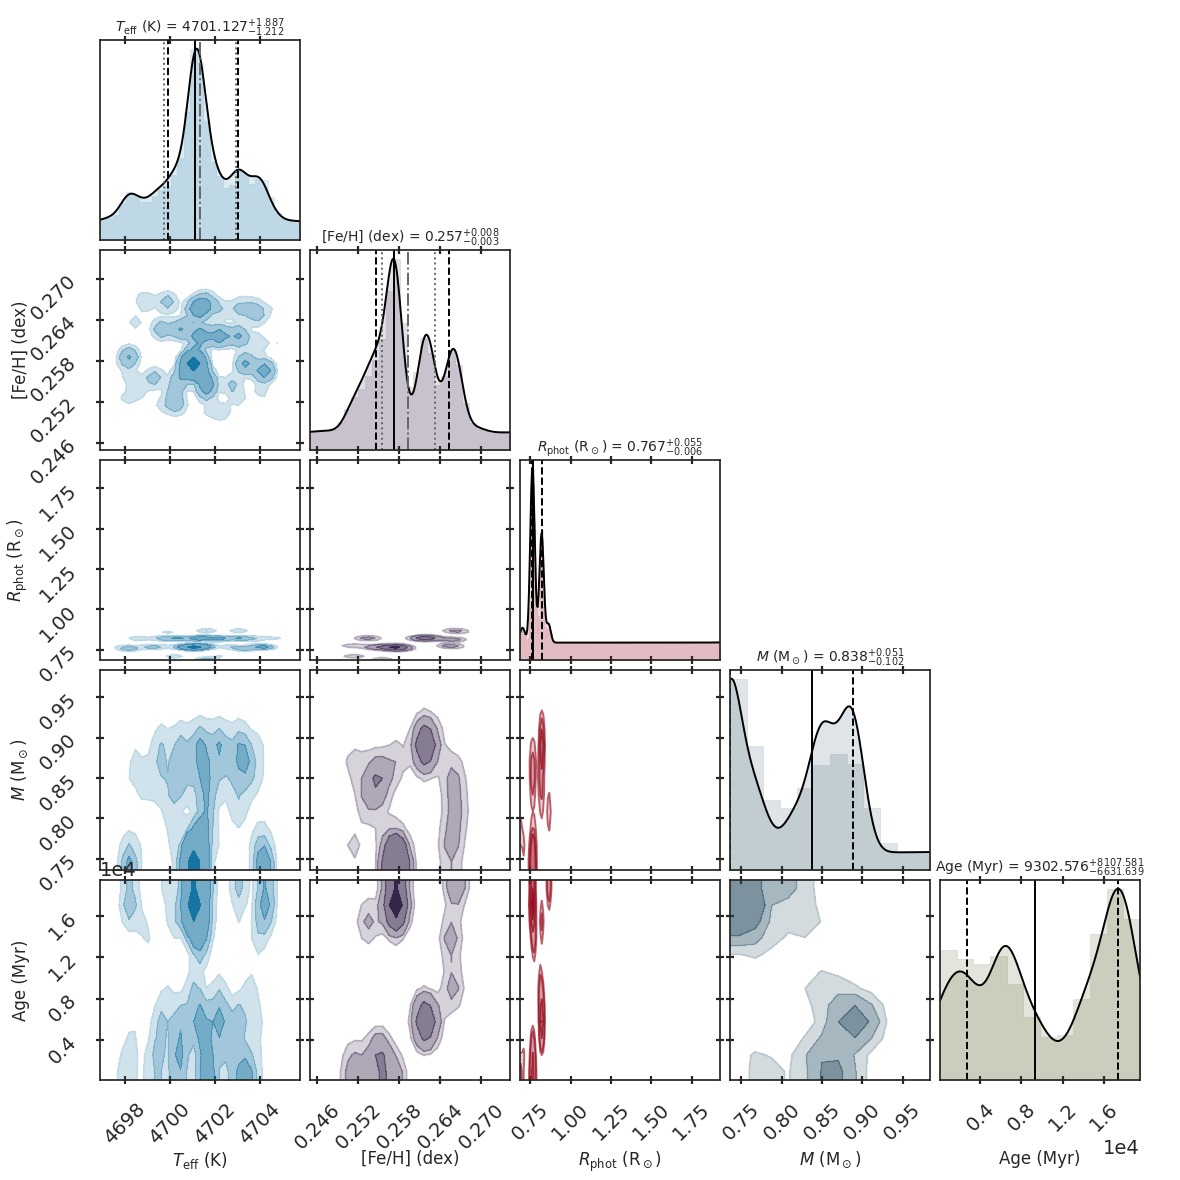 T_eff (K) = 4701.127 +1.887 −1.212
[Fe/H] (dex) = 0.257 +0.008 −0.003
0.270
0.264
0.258
0.252
0.246
[Fe/H] (dex)
R_phot (R⊙) = 0.767 +0.055 −0.006
1.75
1.50
1.25
1.00
0.75
R_phot (R⊙)
M (M⊙) = 0.838 +0.051 −0.102
0.95
0.90
0.85
0.80
0.75
M (M⊙)
1e4
Age (Myr) = 9302.576 +8107.581 −6631.639
1.6
1.2
0.8
0.4
Age (Myr)
4698 4700 4702 4704
0.246 0.252 0.258 0.264 0.270
0.75 1.00 1.25 1.50 1.75
0.75 0.80 0.85 0.90 0.95
0.4 0.8 1.2 1.6
1e4
T_eff (K)
[Fe/H] (dex)
R_phot (R⊙)
M (M⊙)
Age (Myr)